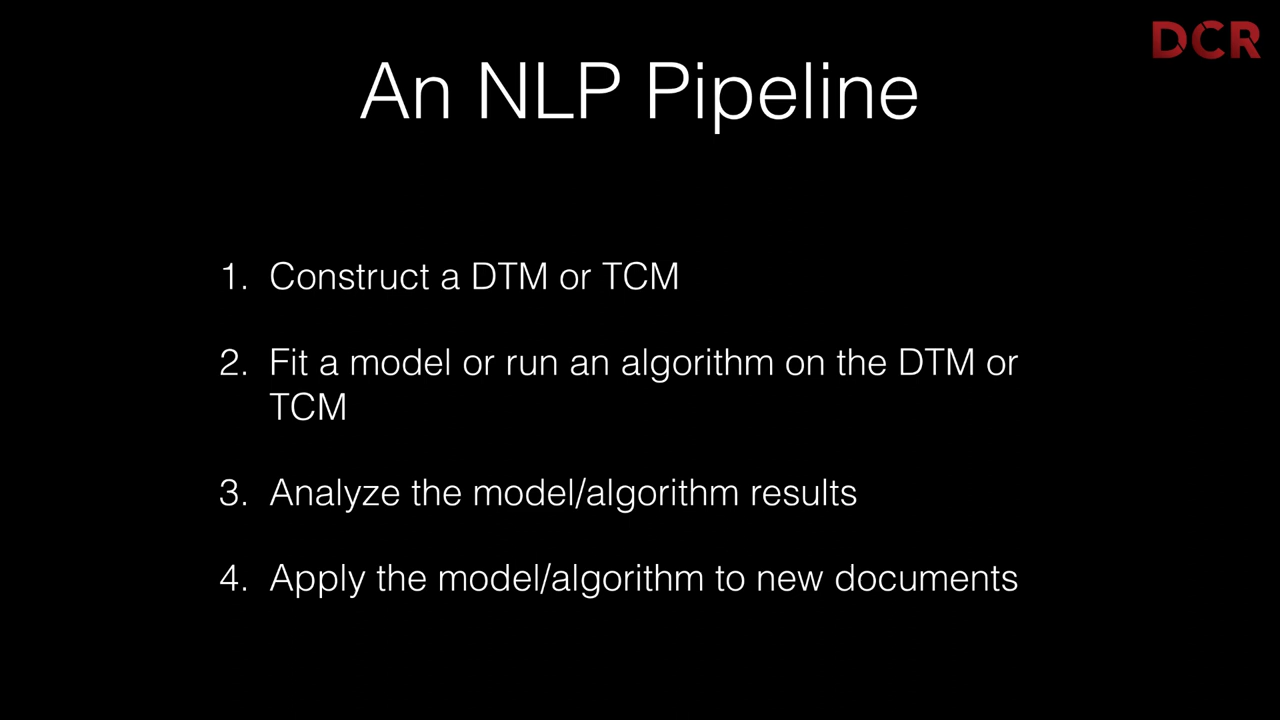 DCR
An NLP Pipeline
1. Construct a DTM or TCM
2. Fit a model or run an algorithm on the DTM or
TCM
3. Analyze the model/algorithm results
4. Apply the model/algorithm to new documents